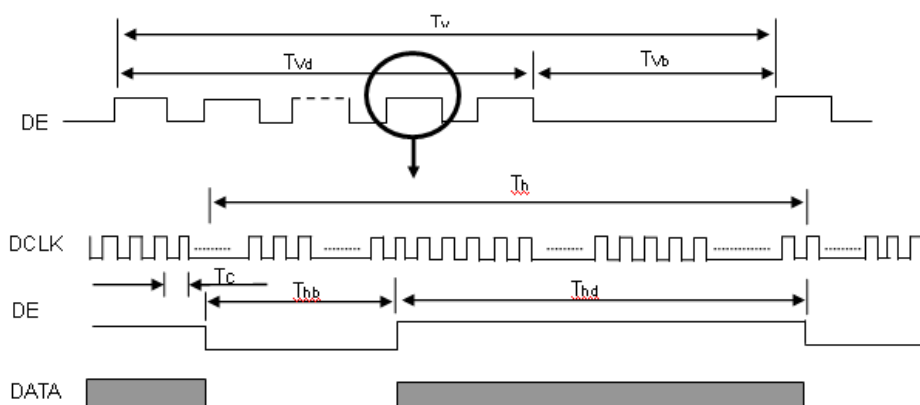 Tv
Tvd
Tvb
DE
Th
DCLK
Tc
Thb
Thd
DE
DATA